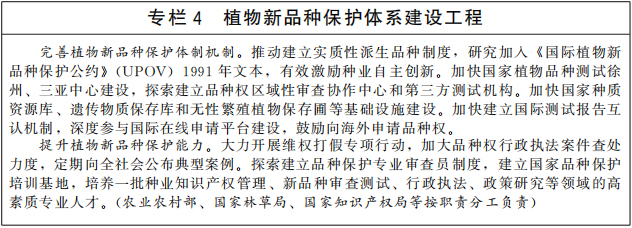 专栏 4 植物新品种保护体系建设工程
完善植物新品种保护体制机制。推动建立实质性派生品种制度，研究加入《国际植物新
品种保护公约》(UPOV) 1991 年文本，有效激励种业自主创新。加快国家植物品种测试徐
州、三亚中心建设，探索建立品种权区域性审查协作中心和第三方测试机构。加快国家种质
资源库、遗传物质保存库和无性繁殖植物保存圃等基础设施建设。加快建立国际测试报告互
认机制，深度参与国际在线申请平台建设，鼓励向海外申请品种权。
提升植物新品种保护能力。大力开展维权打假专项行动，加大品种权行政执法案件查处
力度，定期向全社会公布典型案例。探索建立品种保护专业审查员制度，建立国家品种保护
培训基地，培养一批种业知识产权管理、新品种审查测试、行政执法、政策研究等领域的高
素质专业人才。(农业农村部、国家林草局、国家知识产权局等按职责分工负责)